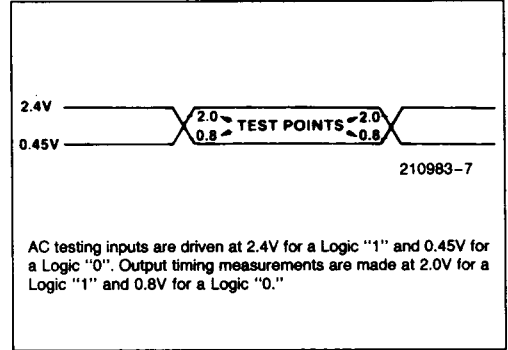 2.4V
2.0 TEST POINTS 2.0
0.8 0.8
0.45V
210983-7
AC testing inputs are driven at 2.4V for a Logic "1" and 0.45V for
a Logic "0". Output timing measurements are made at 2.0V for a
Logic "1" and 0.8V for a Logic "0."